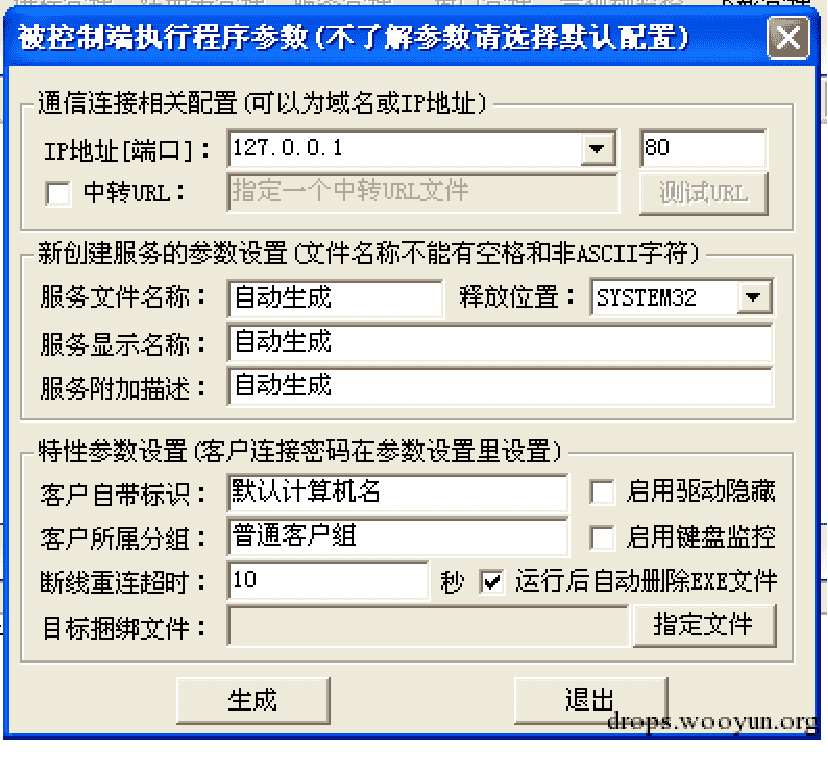 被控制端执行程序参数(不了解参数请选择默认配置)
通信连接相关配置(可以为域名或IP地址)
IP地址[端口]: 127.0.0.1 80
中转URL: 指定一个中转URL文件 测试URL
新创建服务的参数设置(文件名称不能有空格和非ASCII字符)
服务文件名称: 自动生成 释放位置: SYSTEM32
服务显示名称: 自动生成
服务附加描述: 自动生成
特性参数设置(客户连接密码在参数设置里设置)
客户自带标识: 默认计算机名 启用驱动隐藏
客户所属分组: 普通客户组 启用键盘监控
断线重连超时: 10 秒 运行后自动删除EXE文件
目标捆绑文件: 指定文件
生成 退出
drops.wooyun.org